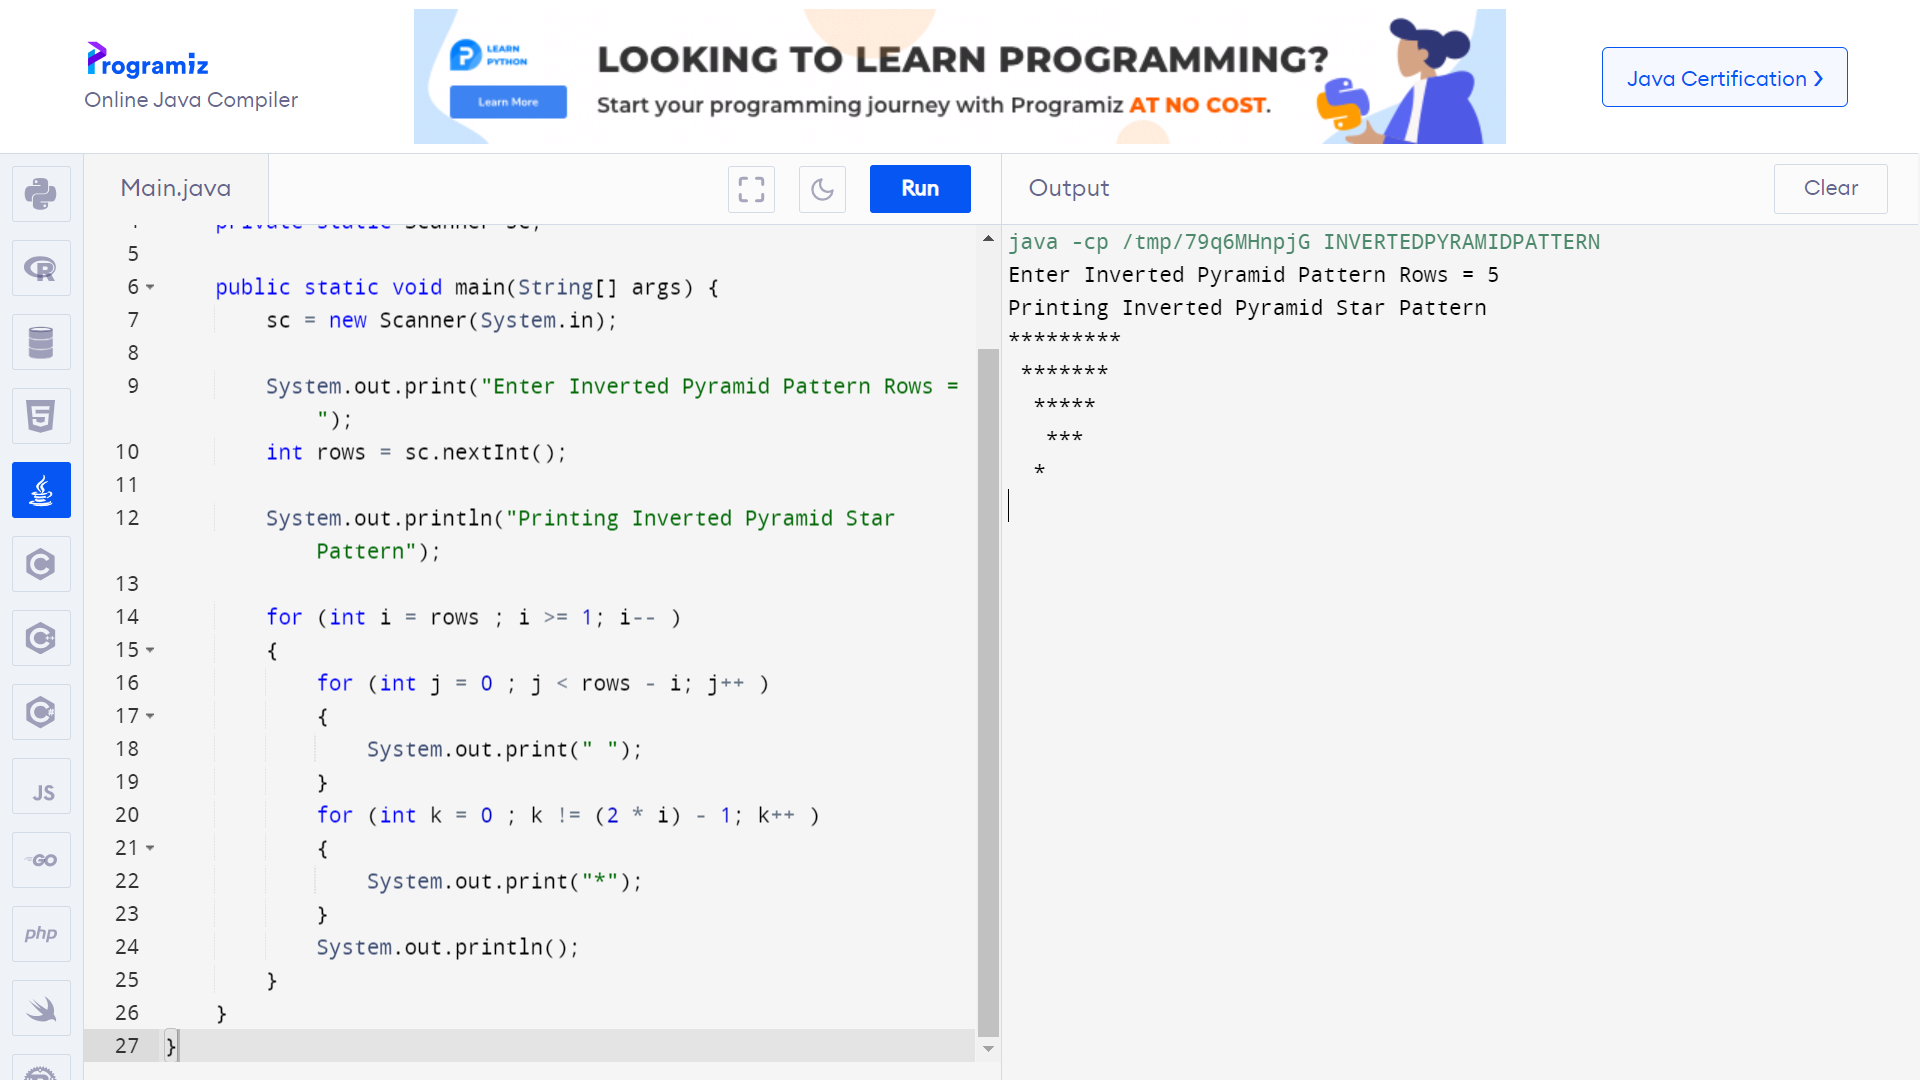 Programiz
Online Java Compiler
LEARN
PYTHON
Learn More
LOOKING TO LEARN PROGRAMMING?
Start your programming journey with Programiz AT NO COST.
Java Certification ❯
Main.java
Run
Output
Clear
4 private static Scanner sc;
5
6 public static void main(String[] args) {
7 sc = new Scanner(System.in);
8
9 System.out.print("Enter Inverted Pyramid Pattern Rows =
");
10 int rows = sc.nextInt();
11
12 System.out.println("Printing Inverted Pyramid Star
Pattern");
13
14 for (int i = rows ; i >= 1; i-- )
15 {
16 for (int j = 0 ; j < rows - i; j++ )
17 {
18 System.out.print(" ");
19 }
20 for (int k = 0 ; k != (2 * i) - 1; k++ )
21 {
22 System.out.print("*");
23 }
24 System.out.println();
25 }
26 }
27 }
java -cp /tmp/79q6MHnpjG INVERTEDPYRAMIDPATTERN
Enter Inverted Pyramid Pattern Rows = 5
Printing Inverted Pyramid Star Pattern
*********
 *******
  *****
   ***
  *
R
5
C
C++
C#
JS
GO
php